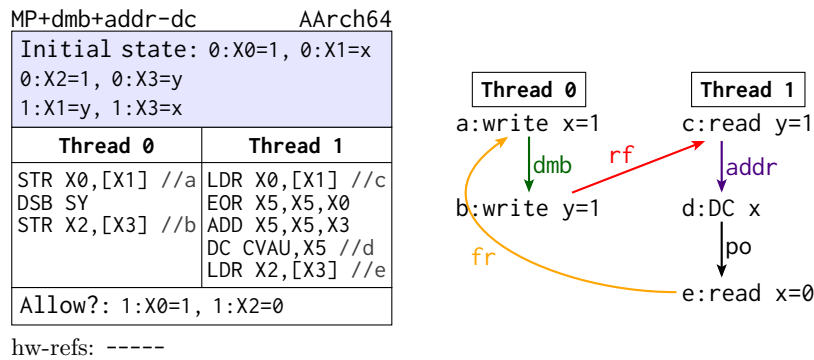 MP+dmb+addr-dc AArch64
Initial state: 0:X0=1, 0:X1=x
0:X2=1, 0:X3=y
1:X1=y, 1:X3=x
Thread 0 Thread 1
STR X0,[X1] //a
DSB SY
STR X2,[X3] //b
LDR X0,[X1] //c
EOR X5,X5,X0
ADD X5,X5,X3
DC CVAU,X5 //d
LDR X2,[X3] //e
Allow?: 1:X0=1, 1:X2=0
hw-refs: -----
Thread 0 Thread 1
a:write x=1 c:read y=1
dmb rf addr
b:write y=1 d:DC x
fr po
e:read x=0